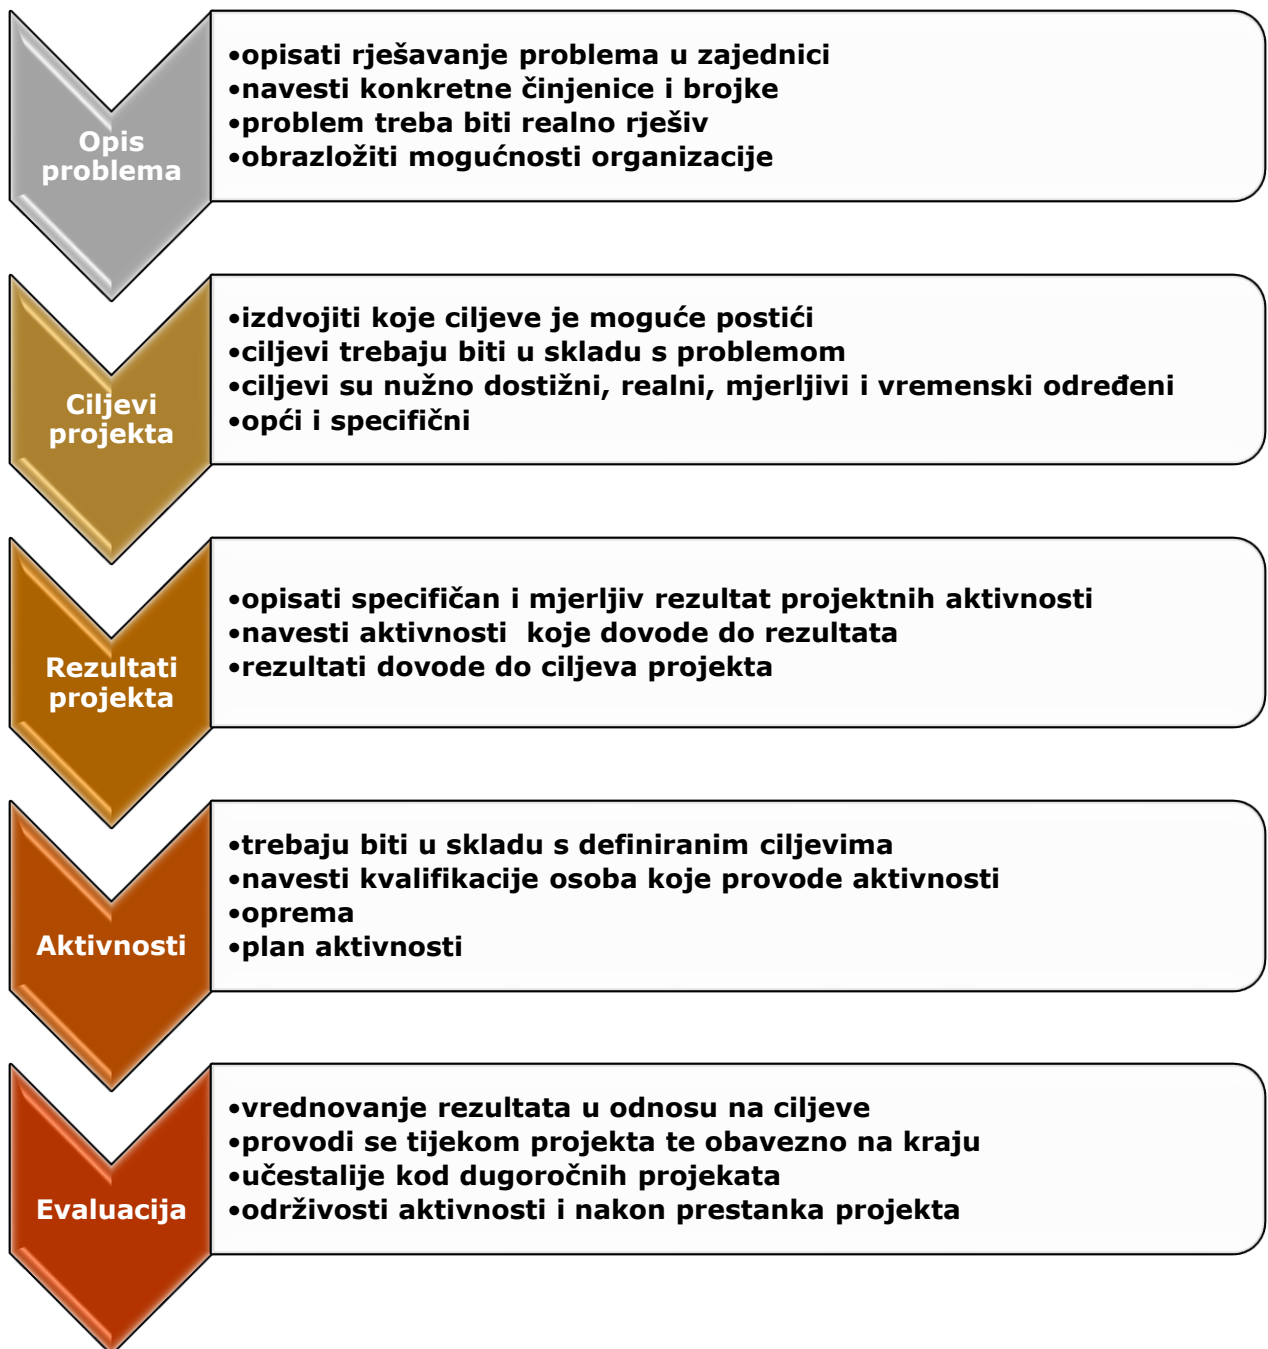 Opis
problema
•opisati rješavanje problema u zajednici
•navesti konkretne činjenice i brojke
•problem treba biti realno rješiv
•obrazložiti mogućnosti organizacije
Ciljevi
projekta
•izdvojiti koje ciljeve je moguće postići
•ciljevi trebaju biti u skladu s problemom
•ciljevi su nužno dostižni, realni, mjerljivi i vremenski određeni
•opći i specifični
Rezultati
projekta
•opisati specifičan i mjerljiv rezultat projektnih aktivnosti
•navesti aktivnosti  koje dovode do rezultata
•rezultati dovode do ciljeva projekta
Aktivnosti
•trebaju biti u skladu s definiranim ciljevima
•navesti kvalifikacije osoba koje provode aktivnosti
•oprema
•plan aktivnosti
Evaluacija
•vrednovanje rezultata u odnosu na ciljeve
•provodi se tijekom projekta te obavezno na kraju
•učestalije kod dugoročnih projekata
•održivosti aktivnosti i nakon prestanka projekta